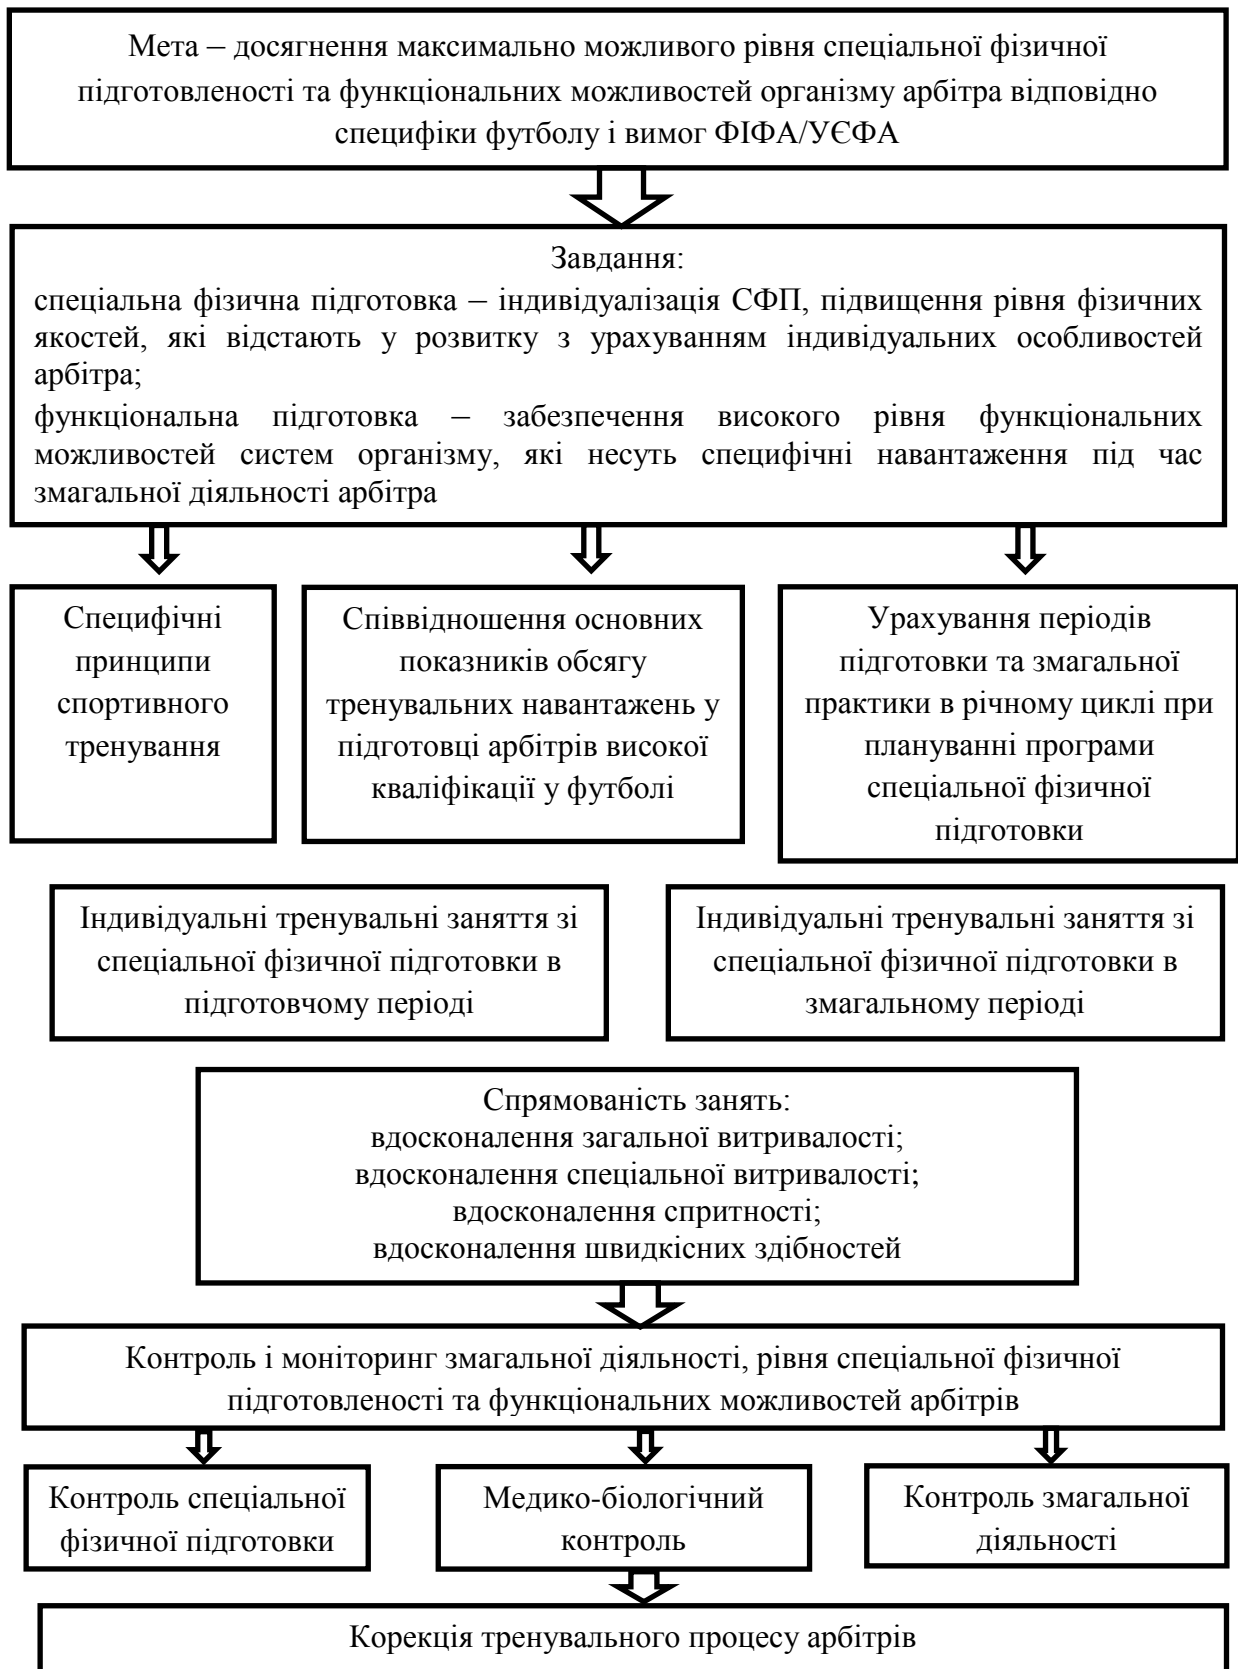 Мета – досягнення максимально можливого рівня спеціальної фізичної
підготовленості та функціональних можливостей організму арбітра відповідно
специфіки футболу і вимог ФІФА/УЄФА
Завдання:
спеціальна фізична підготовка – індивідуалізація СФП, підвищення рівня фізичних
якостей, які відстають у розвитку з урахуванням індивідуальних особливостей
арбітра;
функціональна підготовка – забезпечення високого рівня функціональних
можливостей систем організму, які несуть специфічні навантаження під час
змагальної діяльності арбітра
Специфічні
принципи
спортивного
тренування
Співвідношення основних
показників обсягу
тренувальних навантажень у
підготовці арбітрів високої
кваліфікації у футболі
Урахування періодів
підготовки та змагальної
практики в річному циклі при
плануванні програми
спеціальної фізичної
підготовки
Індивідуальні тренувальні заняття зі
спеціальної фізичної підготовки в
підготовчому періоді
Індивідуальні тренувальні заняття зі
спеціальної фізичної підготовки в
змагальному періоді
Спрямованість занять:
вдосконалення загальної витривалості;
вдосконалення спеціальної витривалості;
вдосконалення спритності;
вдосконалення швидкісних здібностей
Контроль і моніторинг змагальної діяльності, рівня спеціальної фізичної
підготовленості та функціональних можливостей арбітрів
Контроль спеціальної
фізичної підготовки
Медико-біологічний
контроль
Контроль змагальної
діяльності
Корекція тренувального процесу арбітрів